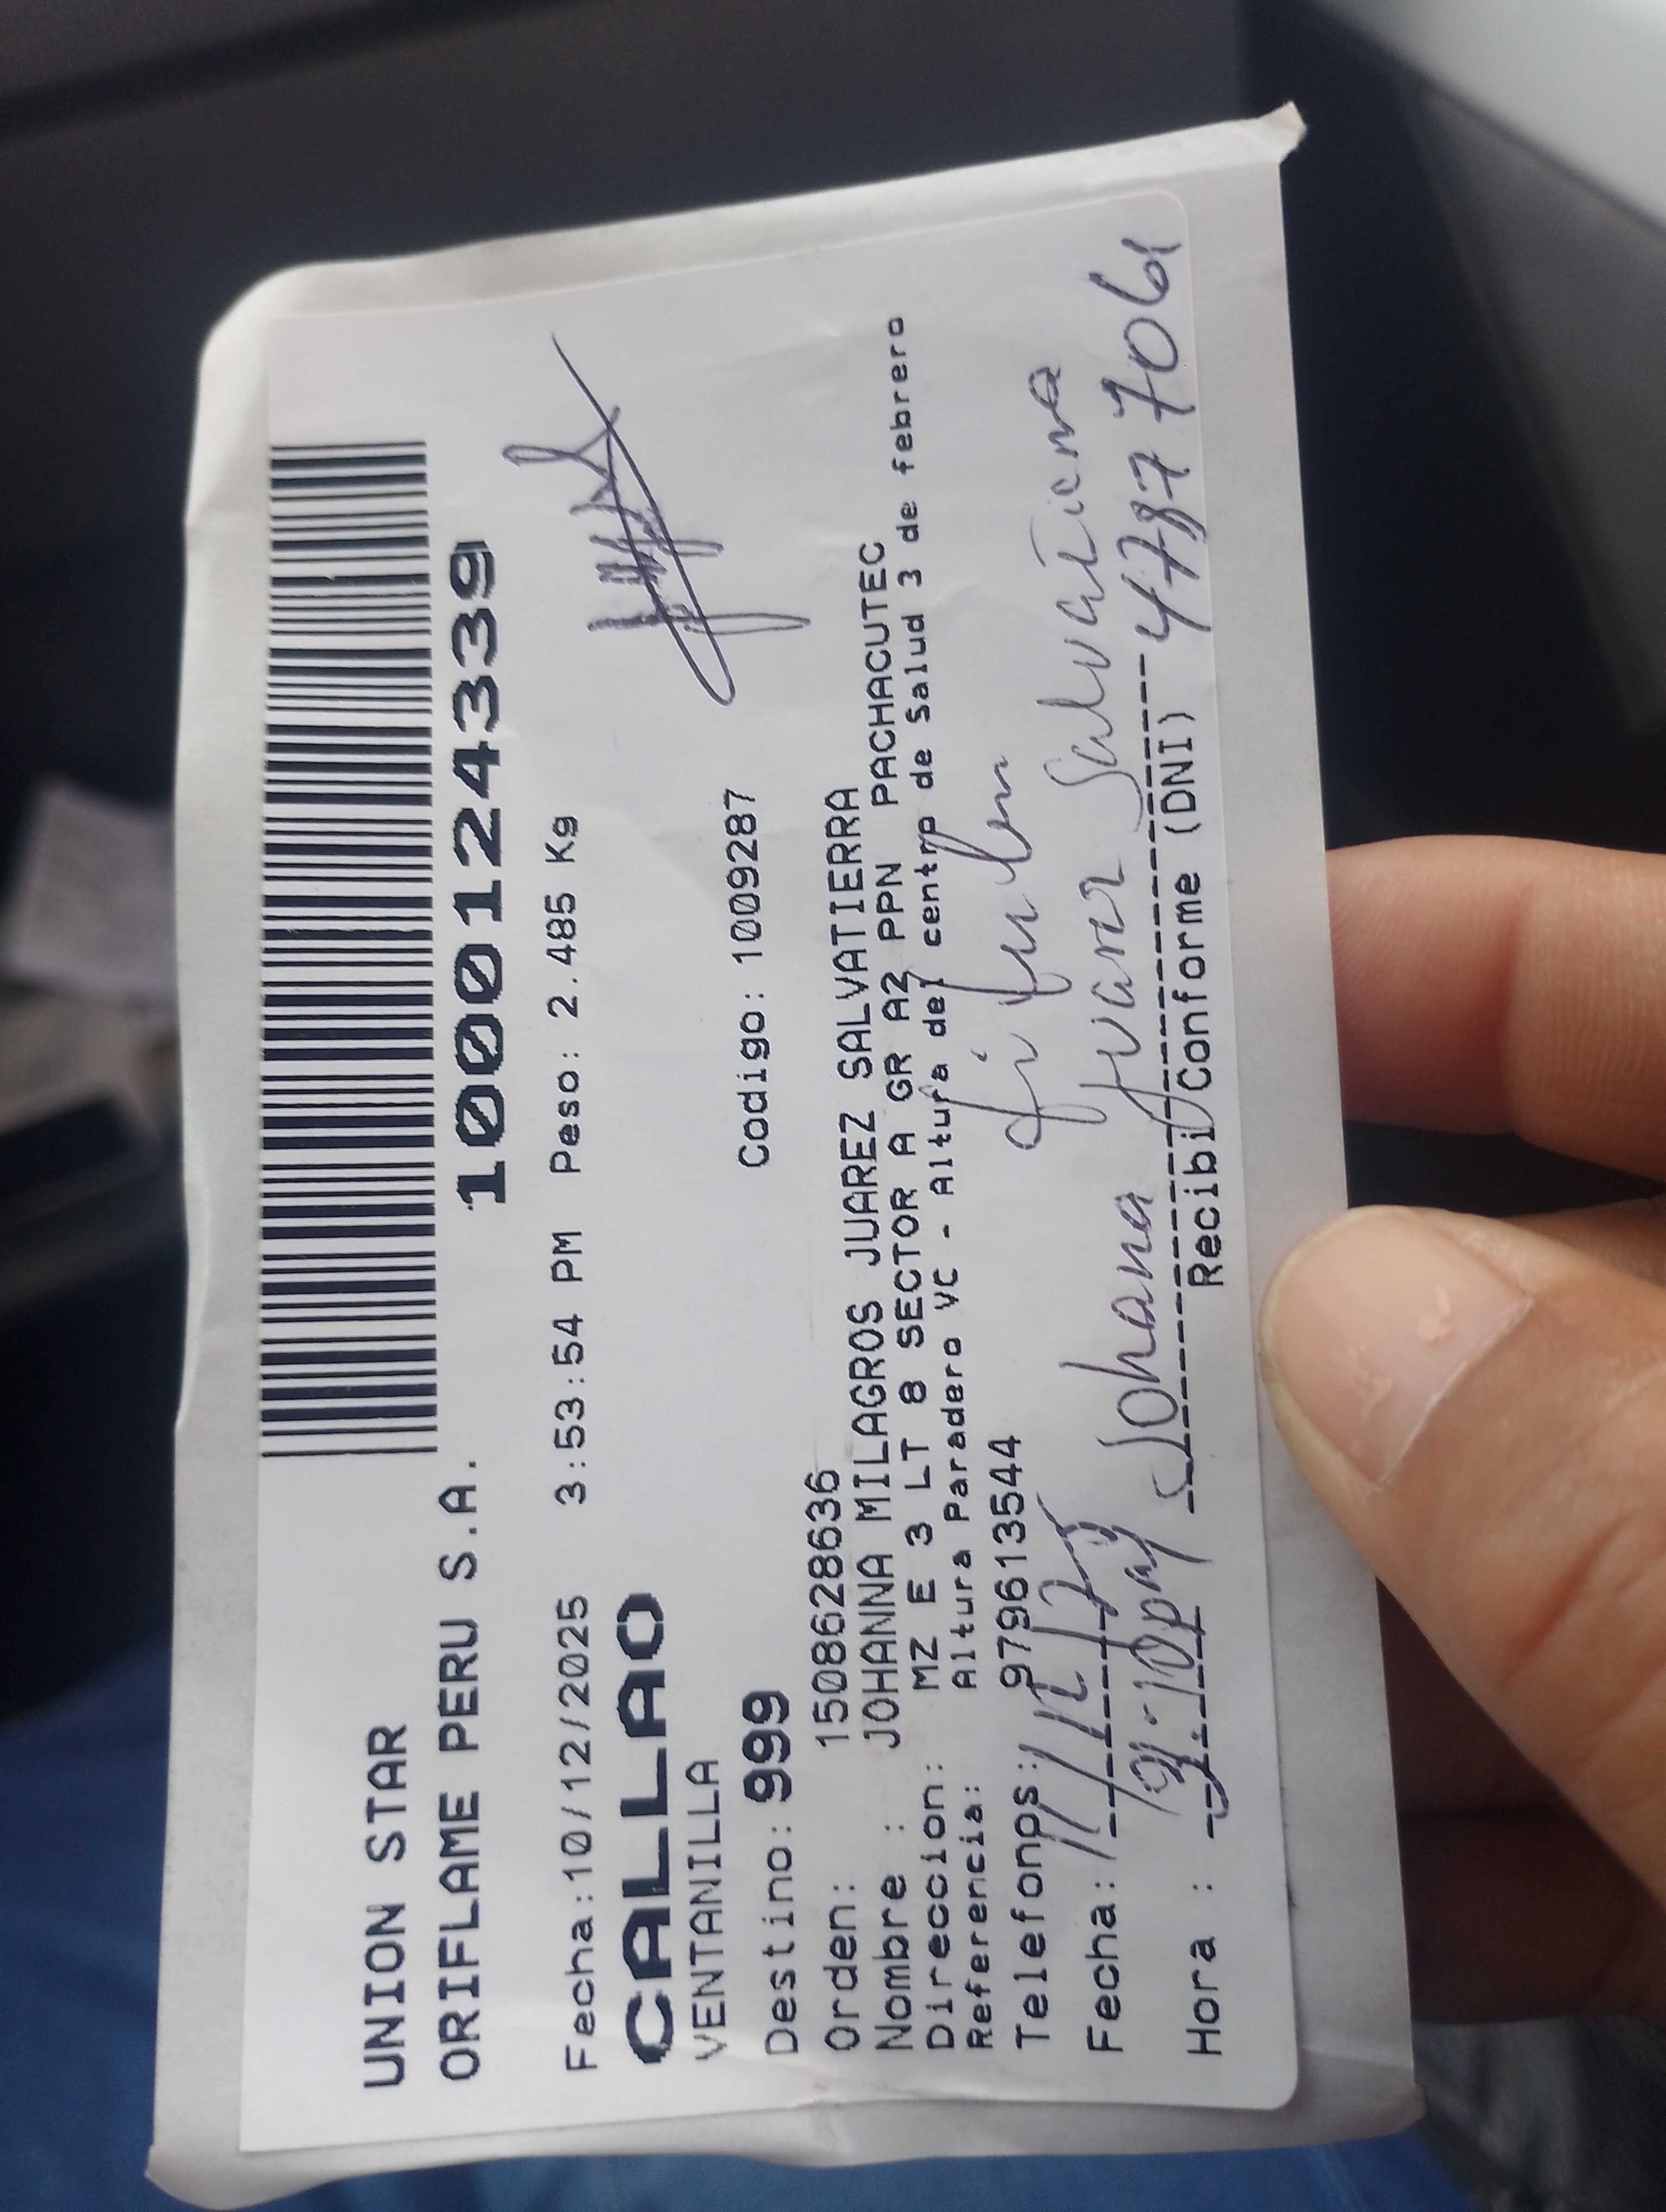 UNION STAR
ORIFLAME PERU S.A.
1000124339
Fecha:10/12/2025 3:53:54 PM Peso: 2.485 Kg
CALLAO
VENTANILLA
Destino: 999 Codigo: 1009287
Orden: 1508628636
Nombre : JOHANNA MILAGROS JUAREZ SALVATIERRA
Direccion: MZ E 3 LT 8 SECTOR A GR A2 PPN PACHACUTEC
Referencia: Altura Paradero VC - Altura del centro de Salud 3 de febrero
Telefonos: 979613544
Fecha: 11/12/25
Hora : Johana Juarez Salvatierra
Recibi Conforme (DNI) 47877061